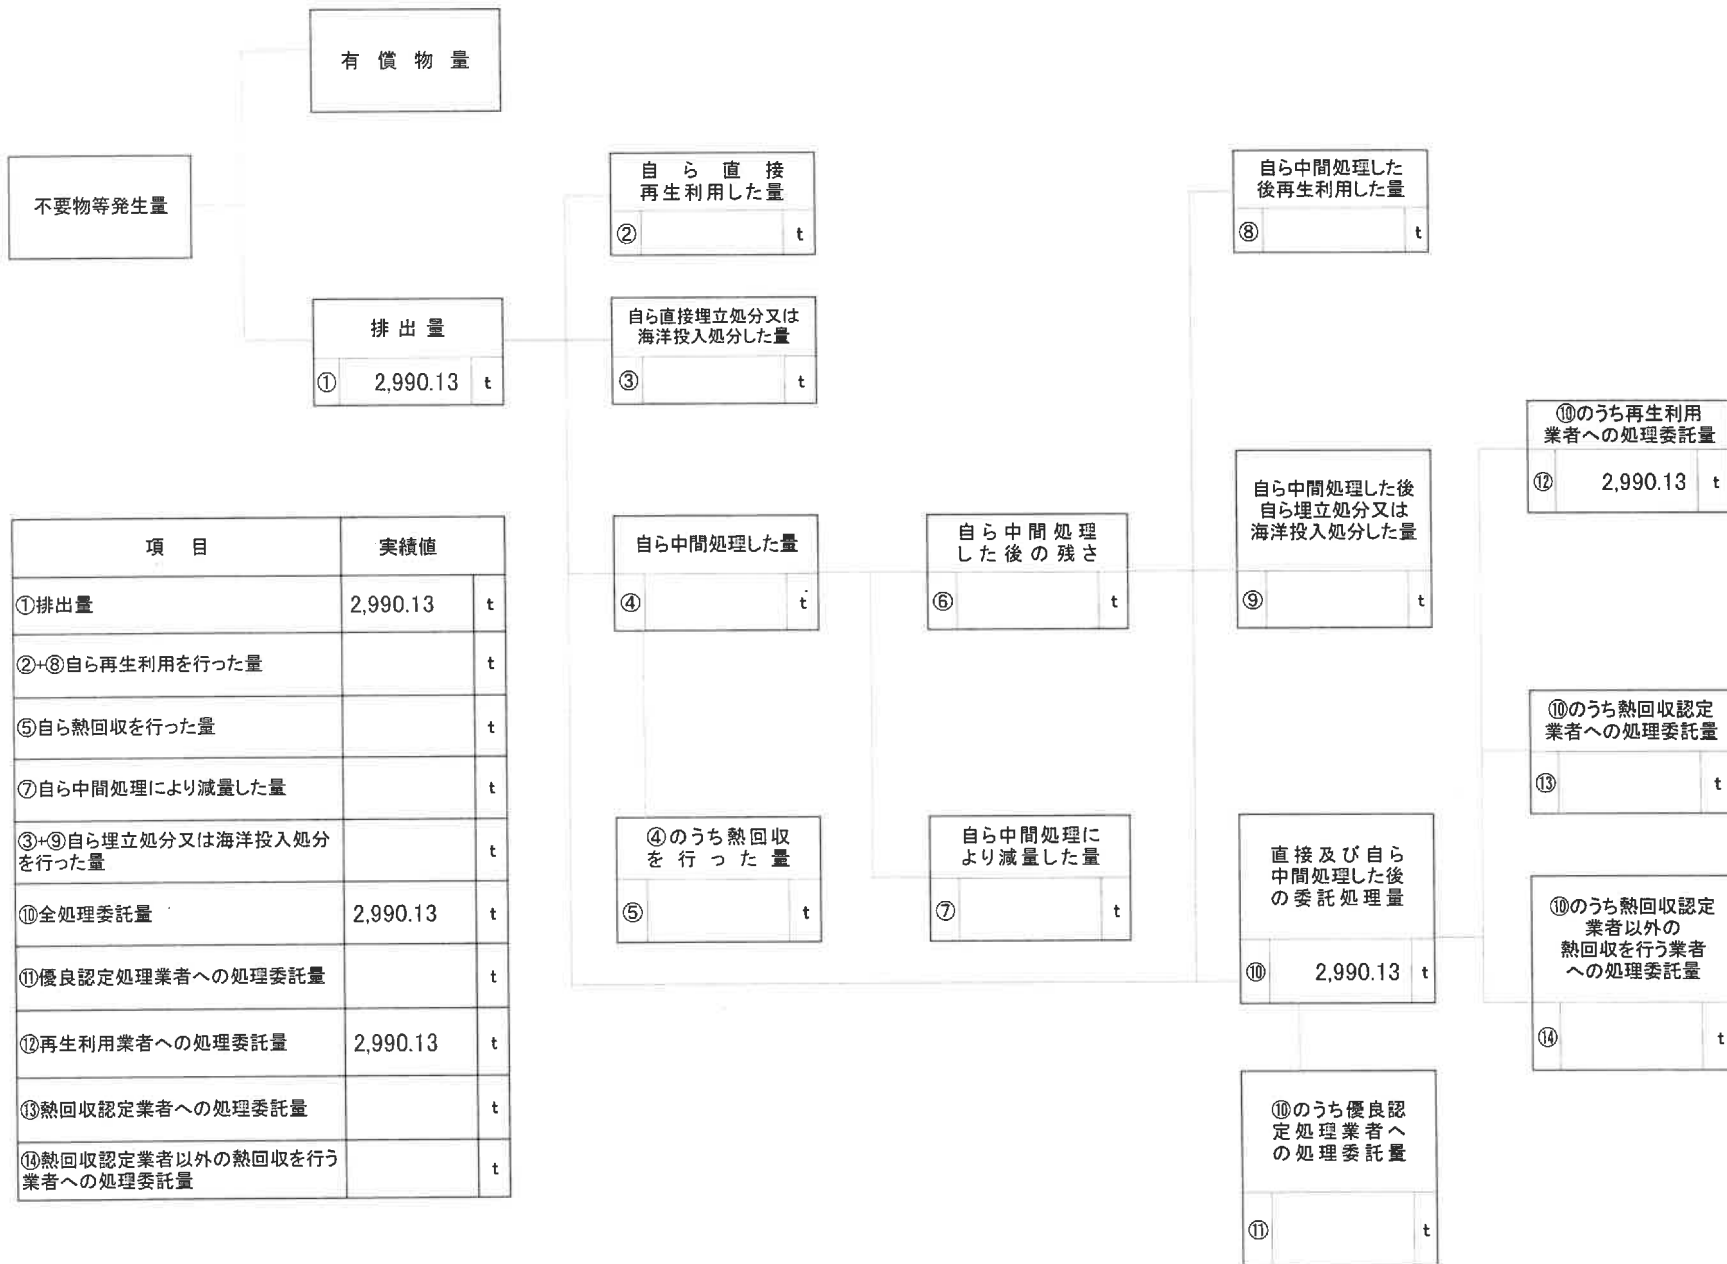 有償物量
不要物等発生量
排出量
① 2,990.13 t
自ら直接
再生利用した量
② t
自ら直接埋立処分又は
海洋投入処分した量
③ t
自ら中間処理した量
④ t
④のうち熱回収
を行った量
⑤ t
自ら中間処理
した後の残さ
⑥ t
自ら中間処理に
より減量した量
⑦ t
自ら中間処理した
後再生利用した量
⑧ t
自ら中間処理した後
自ら埋立処分又は
海洋投入処分した量
⑨ t
直接及び自ら
中間処理した後
の委託処理量
⑩ 2,990.13 t
⑩のうち優良認
定処理業者へ
の処理委託量
⑪ t
⑩のうち再生利用
業者への処理委託量
⑫ 2,990.13 t
⑩のうち熱回収認定
業者への処理委託量
⑬ t
⑩のうち熱回収認定
業者以外の
熱回収を行う業者
への処理委託量
⑭ t
項目 実績値
①排出量 2,990.13 t
②+⑧自ら再生利用を行った量 t
⑤自ら熱回収を行った量 t
⑦自ら中間処理により減量した量 t
③+⑨自ら埋立処分又は海洋投入処分
を行った量 t
⑩全処理委託量 2,990.13 t
⑪優良認定処理業者への処理委託量 t
⑫再生利用業者への処理委託量 2,990.13 t
⑬熱回収認定業者への処理委託量 t
⑭熱回収認定業者以外の熱回収を行う
業者への処理委託量 t